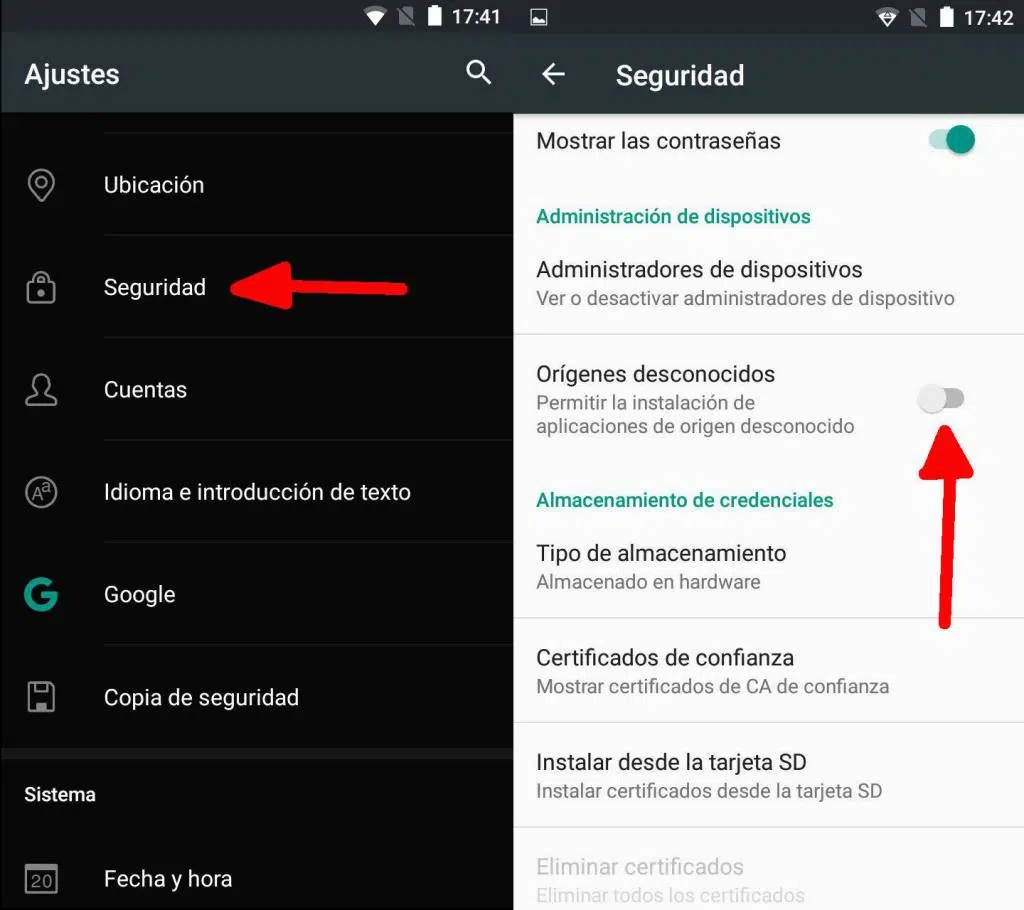 17:41
Ajustes
Ubicación
Seguridad
Cuentas
Idioma e introducción de texto
Google
Copia de seguridad
Sistema
20
Fecha y hora
17:42
Seguridad
Mostrar las contraseñas
Administración de dispositivos
Administradores de dispositivos
Ver o desactivar administradores de dispositivo
Orígenes desconocidos
Permitir la instalación de
aplicaciones de origen desconocido
Almacenamiento de credenciales
Tipo de almacenamiento
Almacenado en hardware
Certificados de confianza
Mostrar certificados de CA de confianza
Instalar desde la tarjeta SD
Instalar certificados desde la tarjeta SD
Eliminar certificados
Eliminar todos los certificados